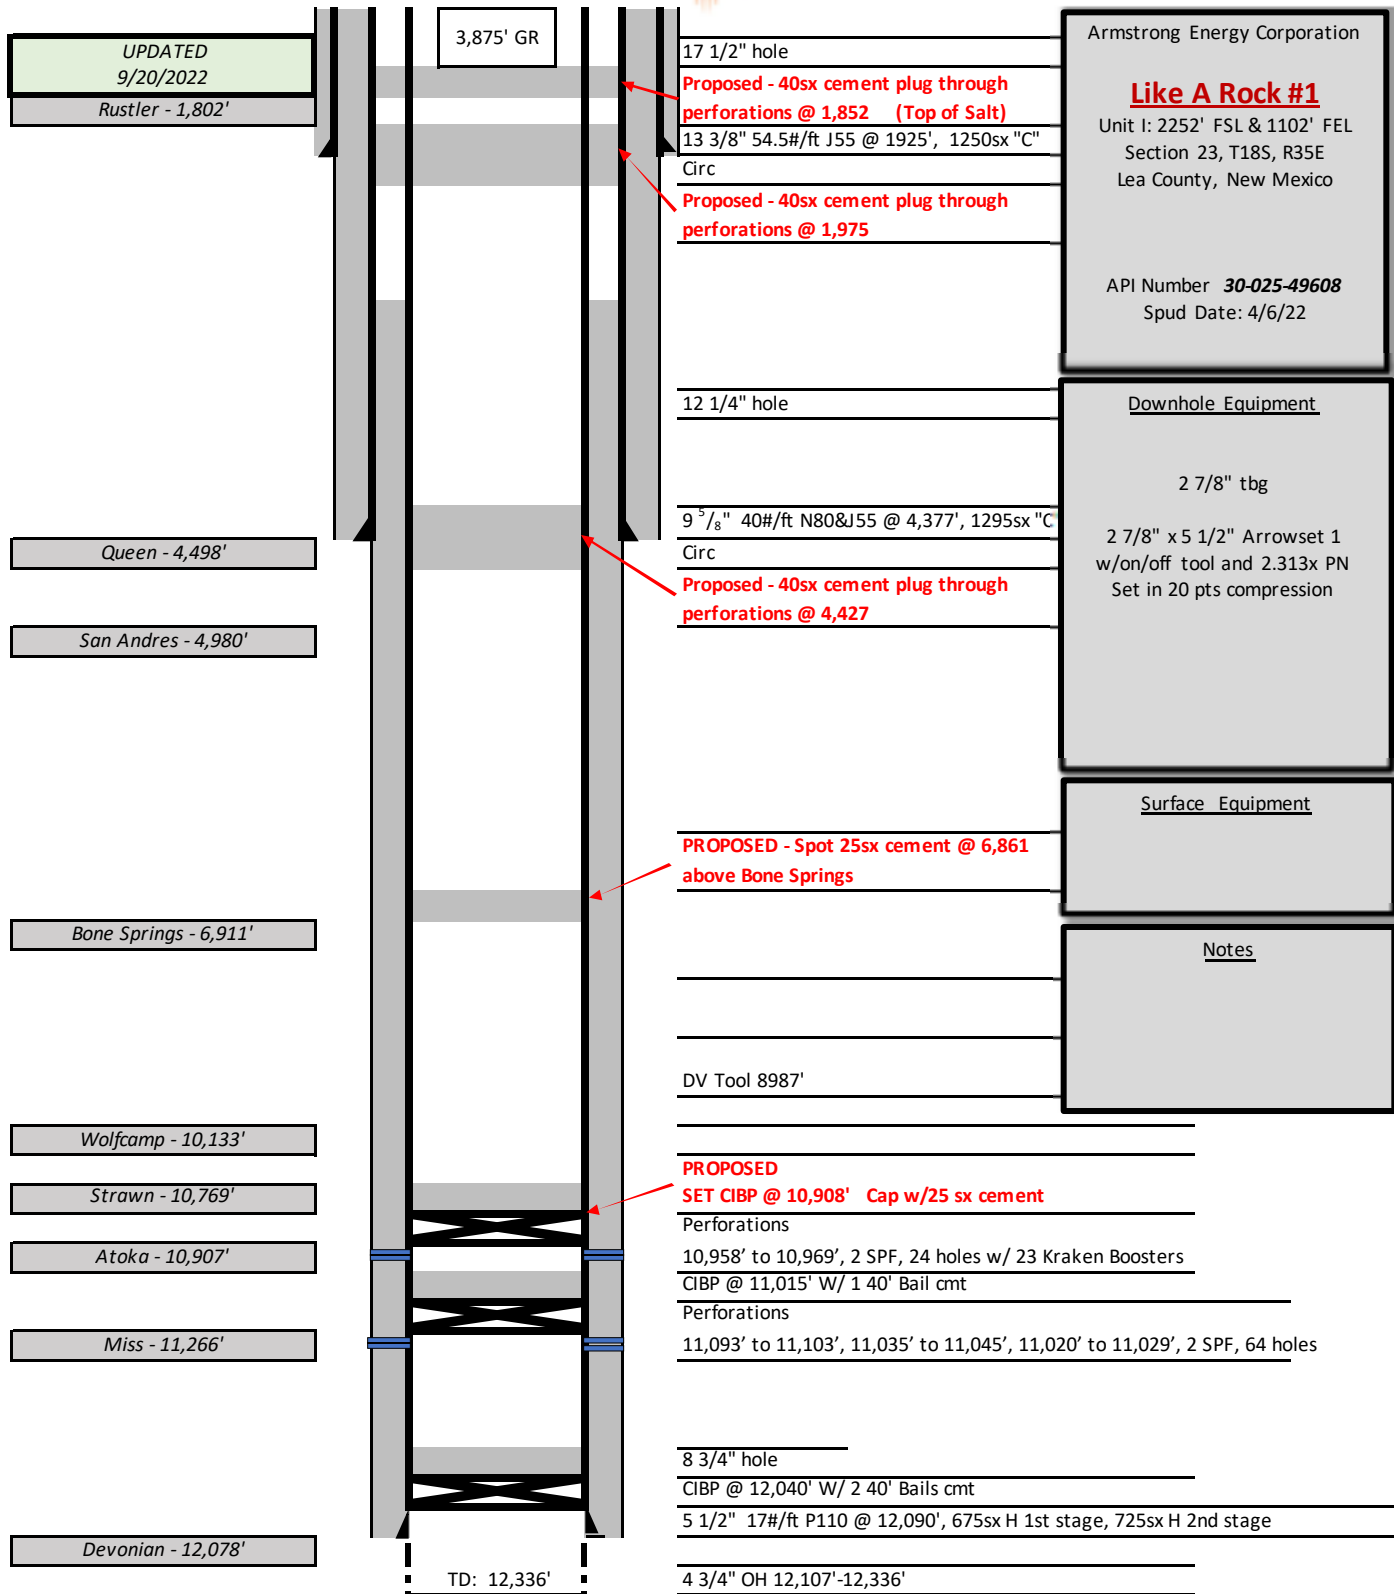 3,875' GR
UPDATED
9/20/2022
Rustler - 1,802'
Queen - 4,498'
San Andres - 4,980'
Bone Springs - 6,911'
Wolfcamp - 10,133'
Strawn - 10,769'
Atoka - 10,907'
Miss - 11,266'
Devonian - 12,078'
TD: 12,336'
17 1/2" hole
Proposed - 40sx cement plug through
perforations @ 1,852 (Top of Salt)
13 3/8" 54.5#/ft J55 @ 1925', 1250sx "C"
Circ
Proposed - 40sx cement plug through
perforations @ 1,975
12 1/4" hole
9 5/8" 40#/ft N80&J55 @ 4,377', 1295sx "C
Circ
Proposed - 40sx cement plug through
perforations @ 4,427
PROPOSED - Spot 25sx cement @ 6,861
above Bone Springs
DV Tool 8987'
PROPOSED
SET CIBP @ 10,908' Cap w/25 sx cement
Perforations
10,958’ to 10,969’, 2 SPF, 24 holes w/ 23 Kraken Boosters
CIBP @ 11,015' W/ 1 40' Bail cmt
Perforations
11,093’ to 11,103’, 11,035’ to 11,045’, 11,020’ to 11,029’, 2 SPF, 64 holes
8 3/4" hole
CIBP @ 12,040' W/ 2 40' Bails cmt
5 1/2" 17#/ft P110 @ 12,090', 675sx H 1st stage, 725sx H 2nd stage
4 3/4" OH 12,107'-12,336'
Armstrong Energy Corporation
Like A Rock #1
Unit I: 2252' FSL & 1102' FEL
Section 23, T18S, R35E
Lea County, New Mexico
API Number 30-025-49608
Spud Date: 4/6/22
Downhole Equipment
2 7/8" tbg
2 7/8" x 5 1/2" Arrowset 1
w/on/off tool and 2.313x PN
Set in 20 pts compression
Surface Equipment
Notes